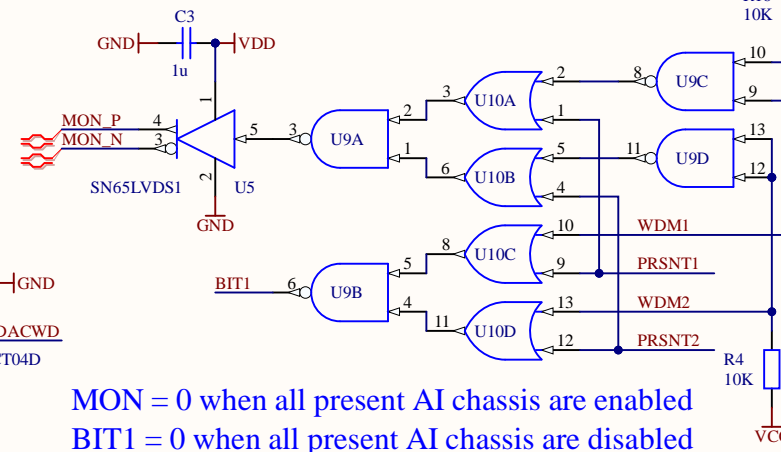 10K
C3
GND
VDD
1u
10
8
U9C
2
9
3
U10A
1
1
MON_P
4
2
5
3
U9A
MON_N
3
13
5
11
U9D
1
6
U10B
12
2
4
SN65LVDS1
U5
GND
10
WDM1
8
U10C
5
9
PRSNT1
GND
BIT1
6
U9B
4
13
WDM2
11
U10D
DACWD
12
PRSNT2
R4
10K
MON = 0 when all present AI chassis are enabled
BIT1 = 0 when all present AI chassis are disabled